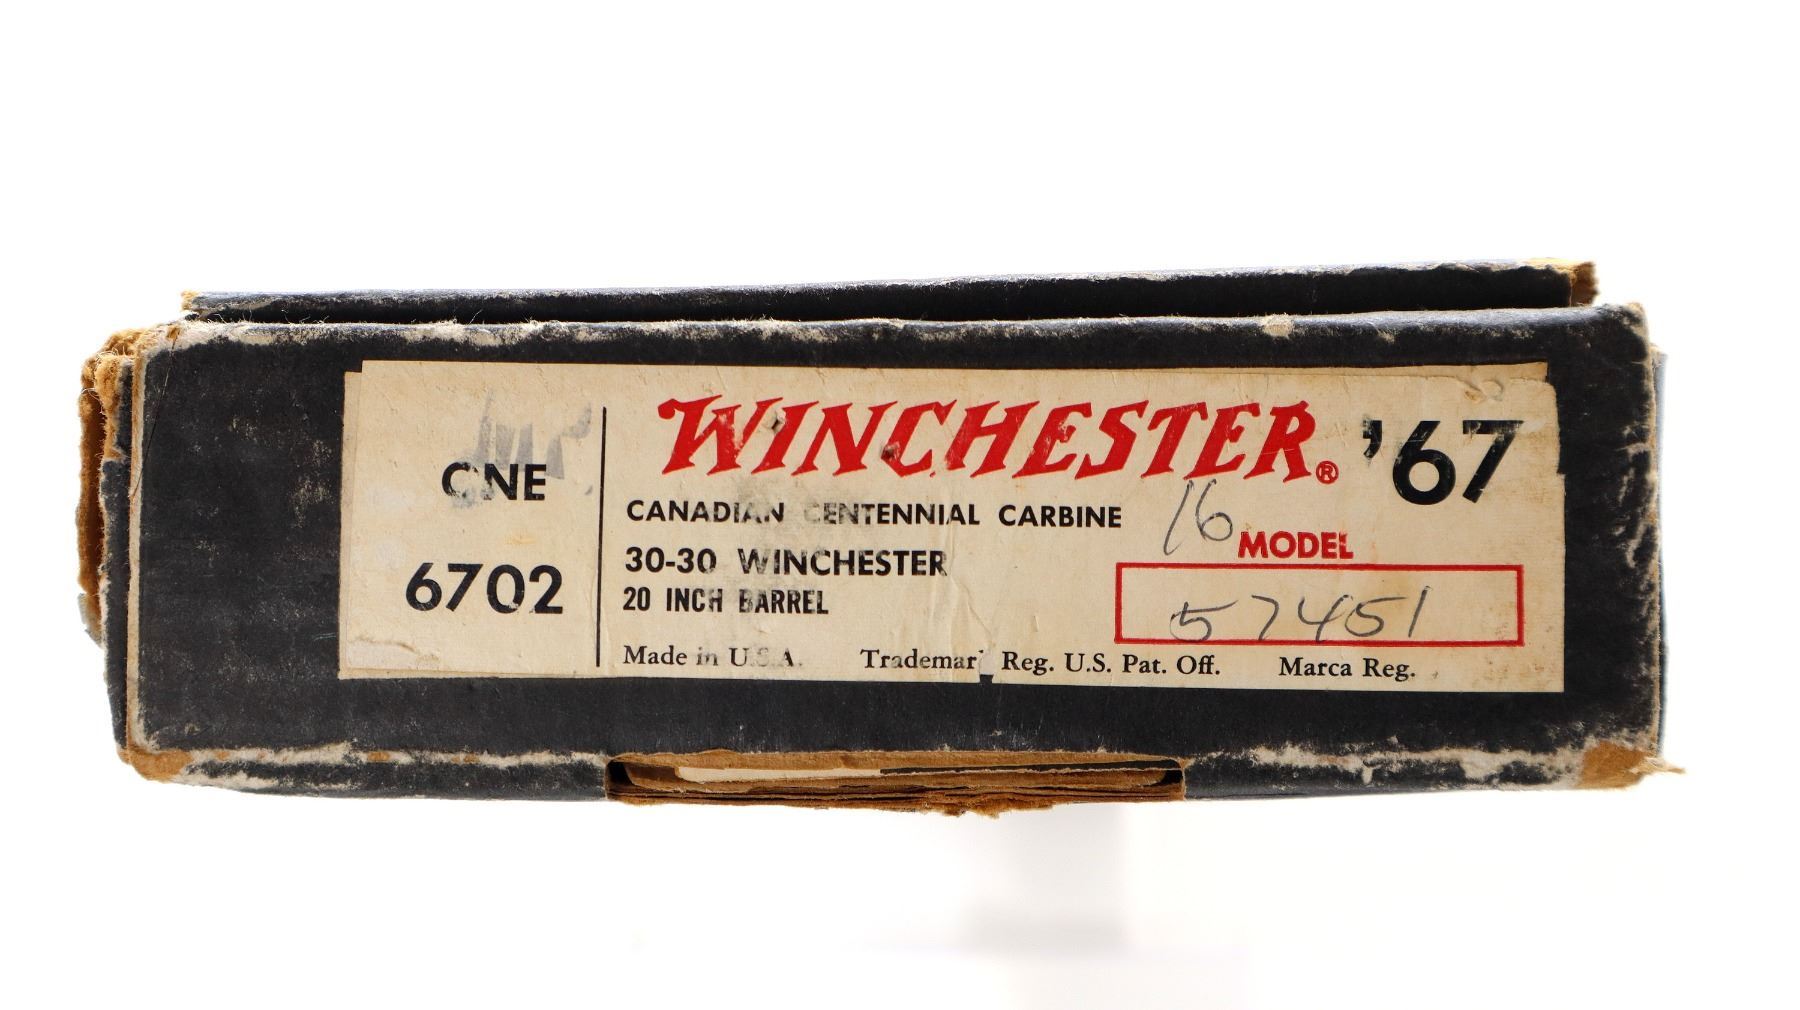 ONE
6702
WINCHESTER® '67
CANADIAN CENTENNIAL CARBINE
16
MODEL
30-30 WINCHESTER
20 INCH BARREL
57451
Made in U.S.A. Trademark Reg. U.S. Pat. Off. Marca Reg.